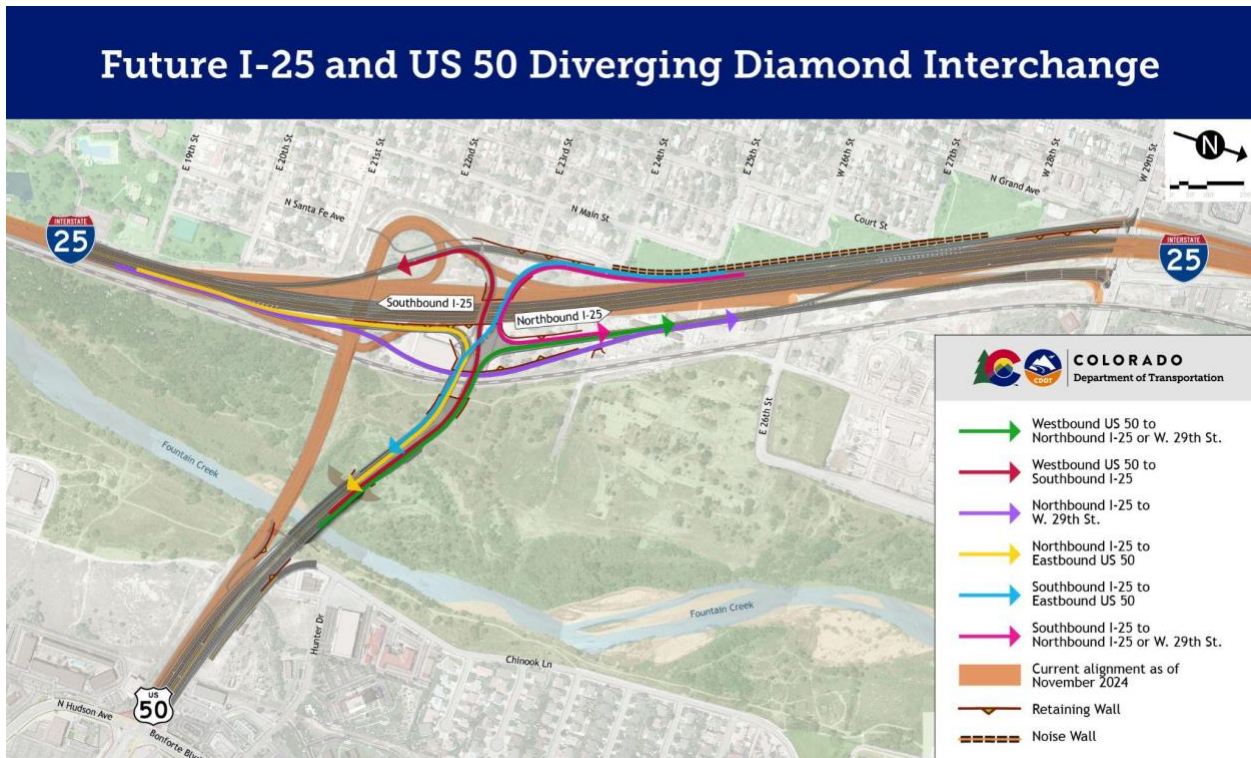 Future I-25 and US 50 Diverging Diamond Interchange
E 19th St
E 20th St
E 21st St
E 22nd St
E 23rd St
E 24th St
E 25th St
W 26th St
E 27th St
W 28th St
W 29th St
N
N Santa Fe Ave
N Main St
Court St
N Grand Ave
INTERSTATE
25
INTERSTATE
25
Southbound I-25
Northbound I-25
E 26th St
Fountain Creek
Fountain Creek
Hunter Dr
Chinook Ln
US
50
N Hudson Ave
Bonforte Blvd
COLORADO
Department of Transportation
CDOT
Westbound US 50 to
Northbound I-25 or W. 29th St.
Westbound US 50 to
Southbound I-25
Northbound I-25 to
W. 29th St.
Northbound I-25 to
Eastbound US 50
Southbound I-25 to
Eastbound US 50
Southbound I-25 to
Northbound I-25 or W. 29th St.
Current alignment as of
November 2024
Retaining Wall
Noise Wall